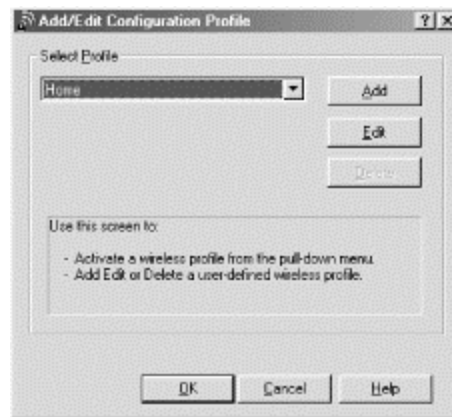 Add/Edit Configuration Profile
Select Profile
Home
Add
Edit
Delete
Use this screen to:
- Activate a wireless profile from the pull-down menu.
- Add Edit or Delete a user-defined wireless profile.
OK
Cancel
Help